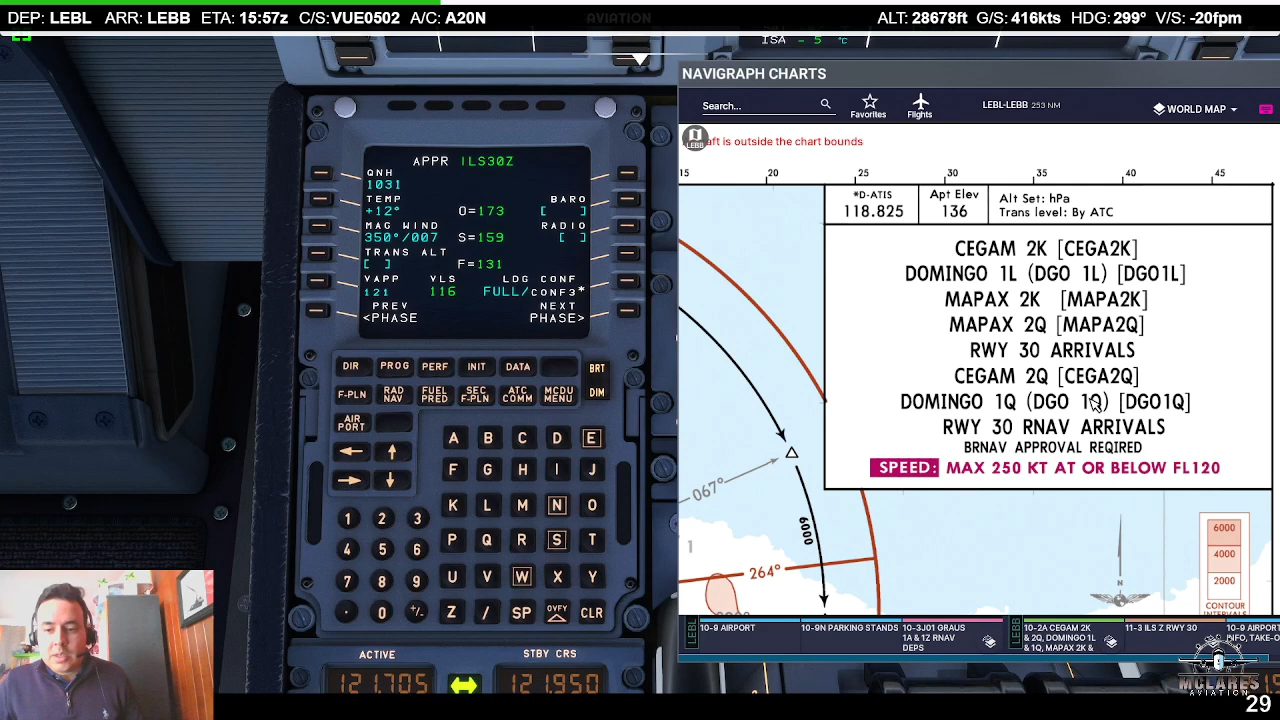 DEP: LEBL ARR: LEBB ETA: 15:57z C/S:VUE0502 A/C: A20N
AVIATION
ALT: 28678ft G/S: 416kts HDG: 299° V/S: -20fpm
ISA - 5 °C
APPR ILS30Z
QNH
1031
TEMP BARO
+12° O=173 [ ]
MAG WIND RADIO
350°/007 S=159 [ ]
TRANS ALT
[ ] F=131
VAPP VLS LDG CONF
121 116 FULL/CONF3*
PREV NEXT
<PHASE PHASE>
DIR PROG PERF INIT DATA BRT
F-PLN RAD NAV FUEL PRED SEC F-PLN ATC COMM MCDU MENU DIM
AIR PORT
A B C D E
F G H I J
1 2 3 K L M N O
4 5 6 P Q R S T
7 8 9 U V W X Y
. 0 +/- Z / SP OVFY CLR
ACTIVE STBY CRS
121.705 121.950
NAVIGRAPH CHARTS
Search... Favorites Flights LEBL-LEBB 253 NM WORLD MAP
LEBB
aft is outside the chart bounds
15 20 25 30 35 40 45
*D-ATIS
118.825
Apt Elev
136
Alt Set: hPa
Trans level: By ATC
CEGAM 2K [CEGA2K]
DOMINGO 1L (DGO 1L) [DGO1L]
MAPAX 2K [MAPA2K]
MAPAX 2Q [MAPA2Q]
RWY 30 ARRIVALS
CEGAM 2Q [CEGA2Q]
DOMINGO 1Q (DGO 1Q) [DGO1Q]
RWY 30 RNAV ARRIVALS
BRNAV APPROVAL REQIRED
SPEED: MAX 250 KT AT OR BELOW FL120
067°
6000
264°
1
N
6000
4000
2000
CONTOUR
INTERVALS
LEBL
10-9 AIRPORT
10-9N PARKING STANDS
10-3J01 GRAUS
1A & 1Z RNAV
DEPS
LEBB
10-2A CEGAM 2K
& 2Q, DOMINGO 1L
& 1Q, MAPAX 2K &
11-3 ILS Z RWY 30
10-9 AIRPORT
INFO, TAKE-O
MCLARES
AVIATION
29